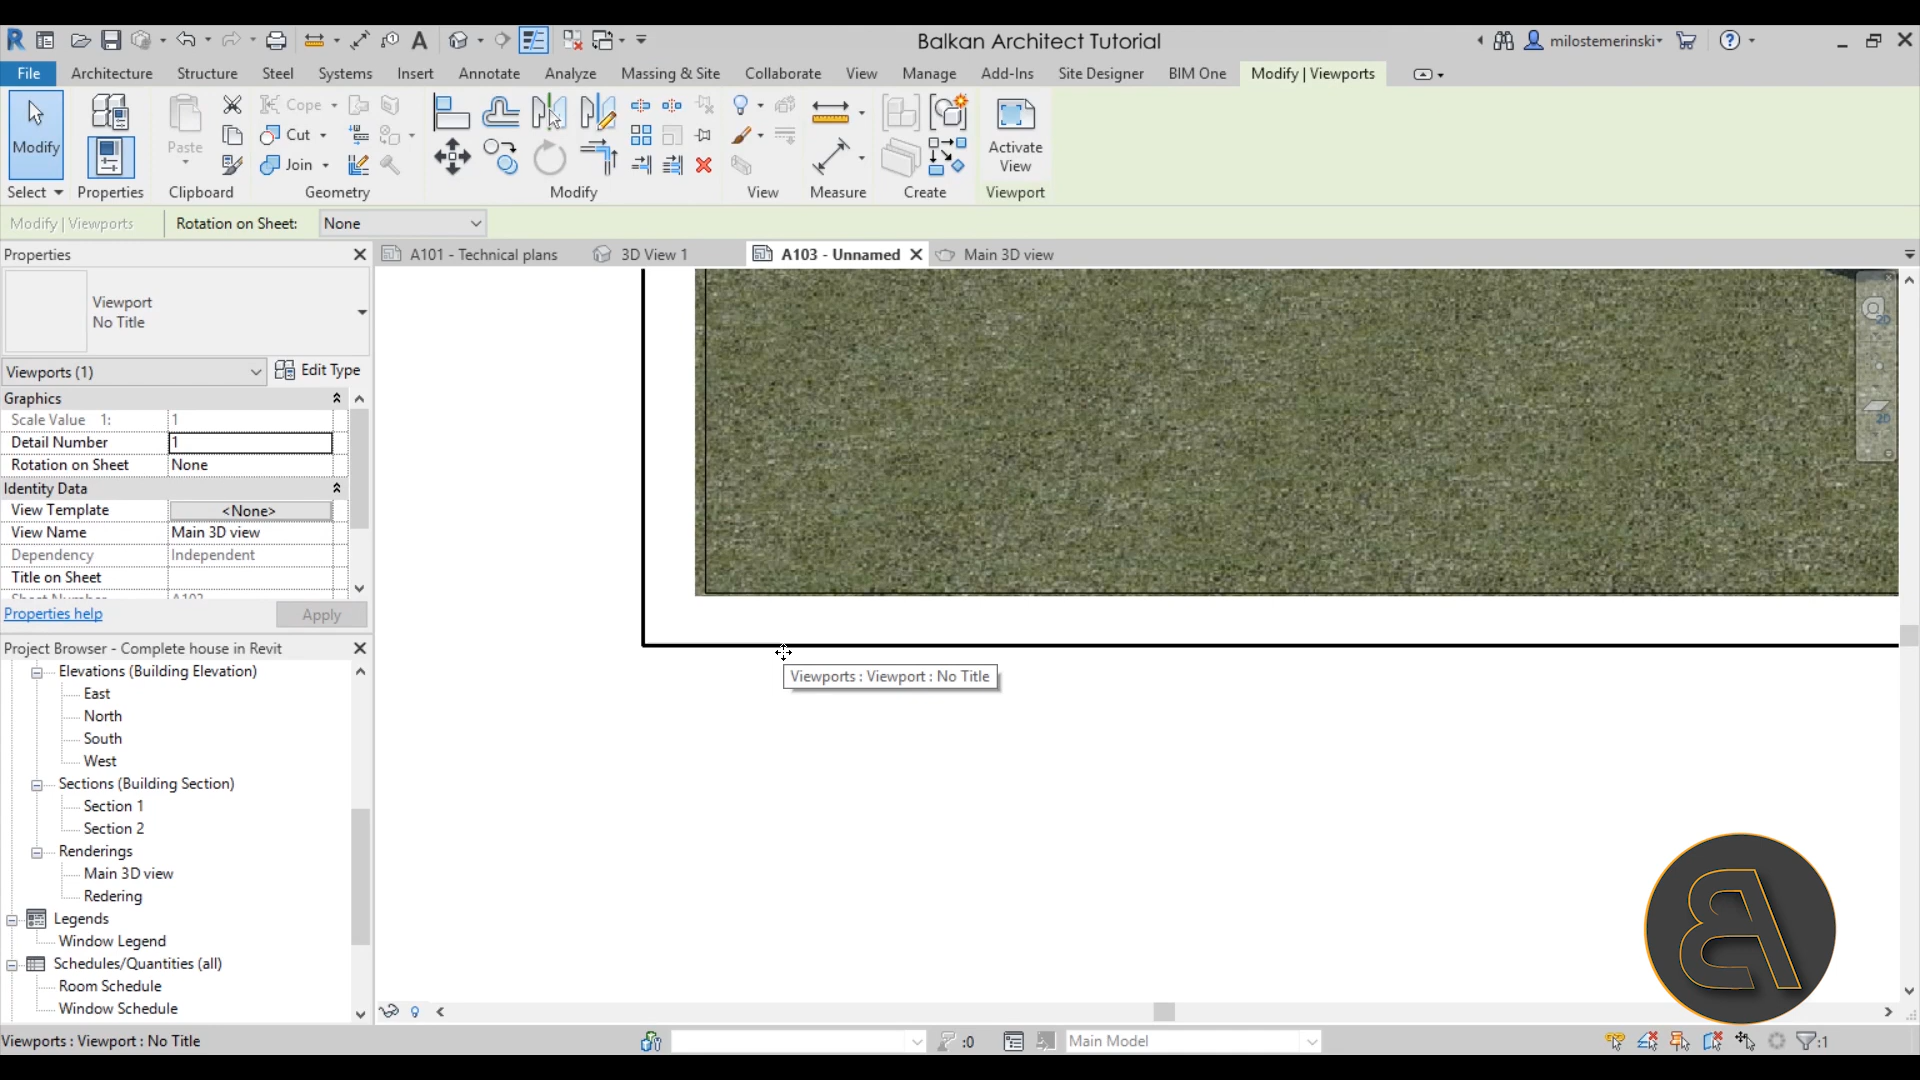 Balkan Architect Tutorial
milostemerinski
File Architecture Structure Steel Systems Insert Annotate Analyze Massing & Site Collaborate View Manage Add-Ins Site Designer BIM One Modify | Viewports
Cope
Cut
Join
Modify
Paste
Activate
View
Select Properties Clipboard Geometry Modify View Measure Create Viewport
Modify | Viewports Rotation on Sheet: None
Properties
A101 - Technical plans 3D View 1 A103 - Unnamed Main 3D view
Viewport
No Title
Viewports (1) Edit Type
Graphics
Scale Value 1: 1
Detail Number 1
Rotation on Sheet None
Identity Data
View Template <None>
View Name Main 3D view
Dependency Independent
Title on Sheet
Sheet Number A103
Properties help Apply
Project Browser - Complete house in Revit
Elevations (Building Elevation)
East
North
South
West
Sections (Building Section)
Section 1
Section 2
Renderings
Main 3D view
Redering
Legends
Window Legend
Schedules/Quantities (all)
Room Schedule
Window Schedule
2D
2D
Viewports : Viewport : No Title
Viewports : Viewport : No Title :0 Main Model :1